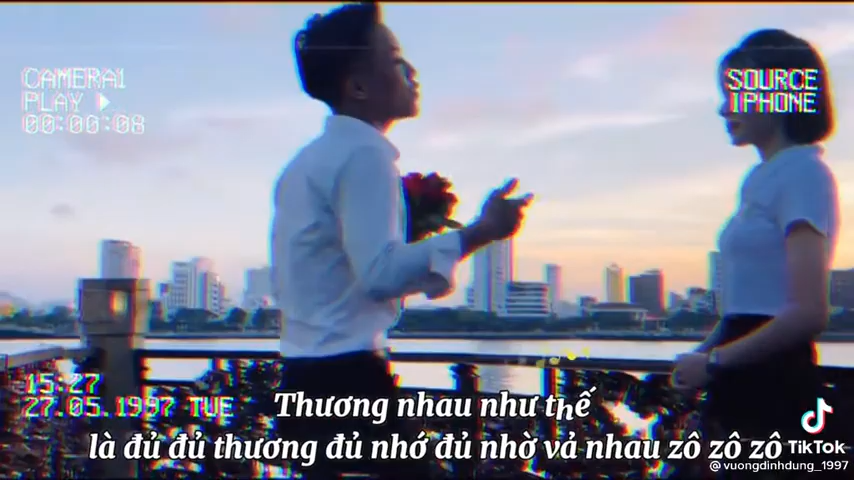 CAMERA1
PLAY
00:00:08
SOURCE
IPHONE
15:27
27.05.1997 TUE
Thương nhau như thế
là đủ đủ thương đủ nhớ đủ nhờ vả nhau zô zô zô
TikTok
@vuongdinhdung_1997